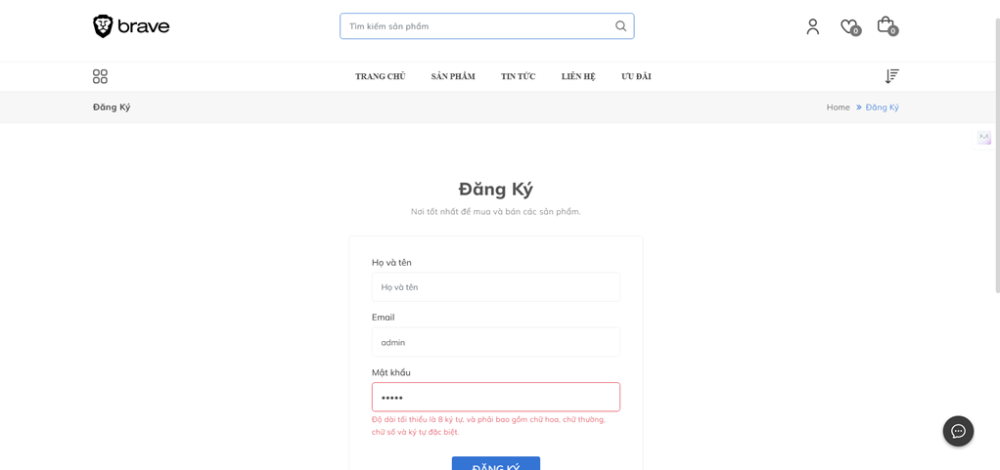 brave
Tìm kiếm sản phẩm
0
0
TRANG CHỦ SẢN PHẨM TIN TỨC LIÊN HỆ ƯU ĐÃI
Đăng Ký
Home » Đăng Ký
Đăng Ký
Nơi tốt nhất để mua và bán các sản phẩm.
Họ và tên
Họ và tên
Email
admin
Mật khẩu
•••••
Độ dài tối thiểu là 8 ký tự, và phải bao gồm chữ hoa, chữ thường,
chữ số và ký tự đặc biệt.
ĐĂNG KÝ